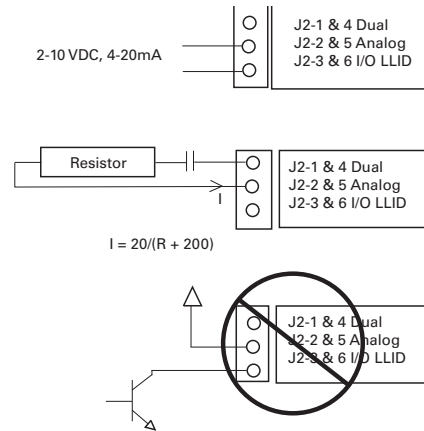 J2-1 & 4 Dual
J2-2 & 5 Analog
J2-3 & 6 I/O LLID
2-10 VDC, 4-20mA
Resistor
J2-1 & 4 Dual
J2-2 & 5 Analog
J2-3 & 6 I/O LLID
I
I = 20/(R + 200)
J2-1 & 4 Dual
J2-2 & 5 Analog
J2-3 & 6 I/O LLID